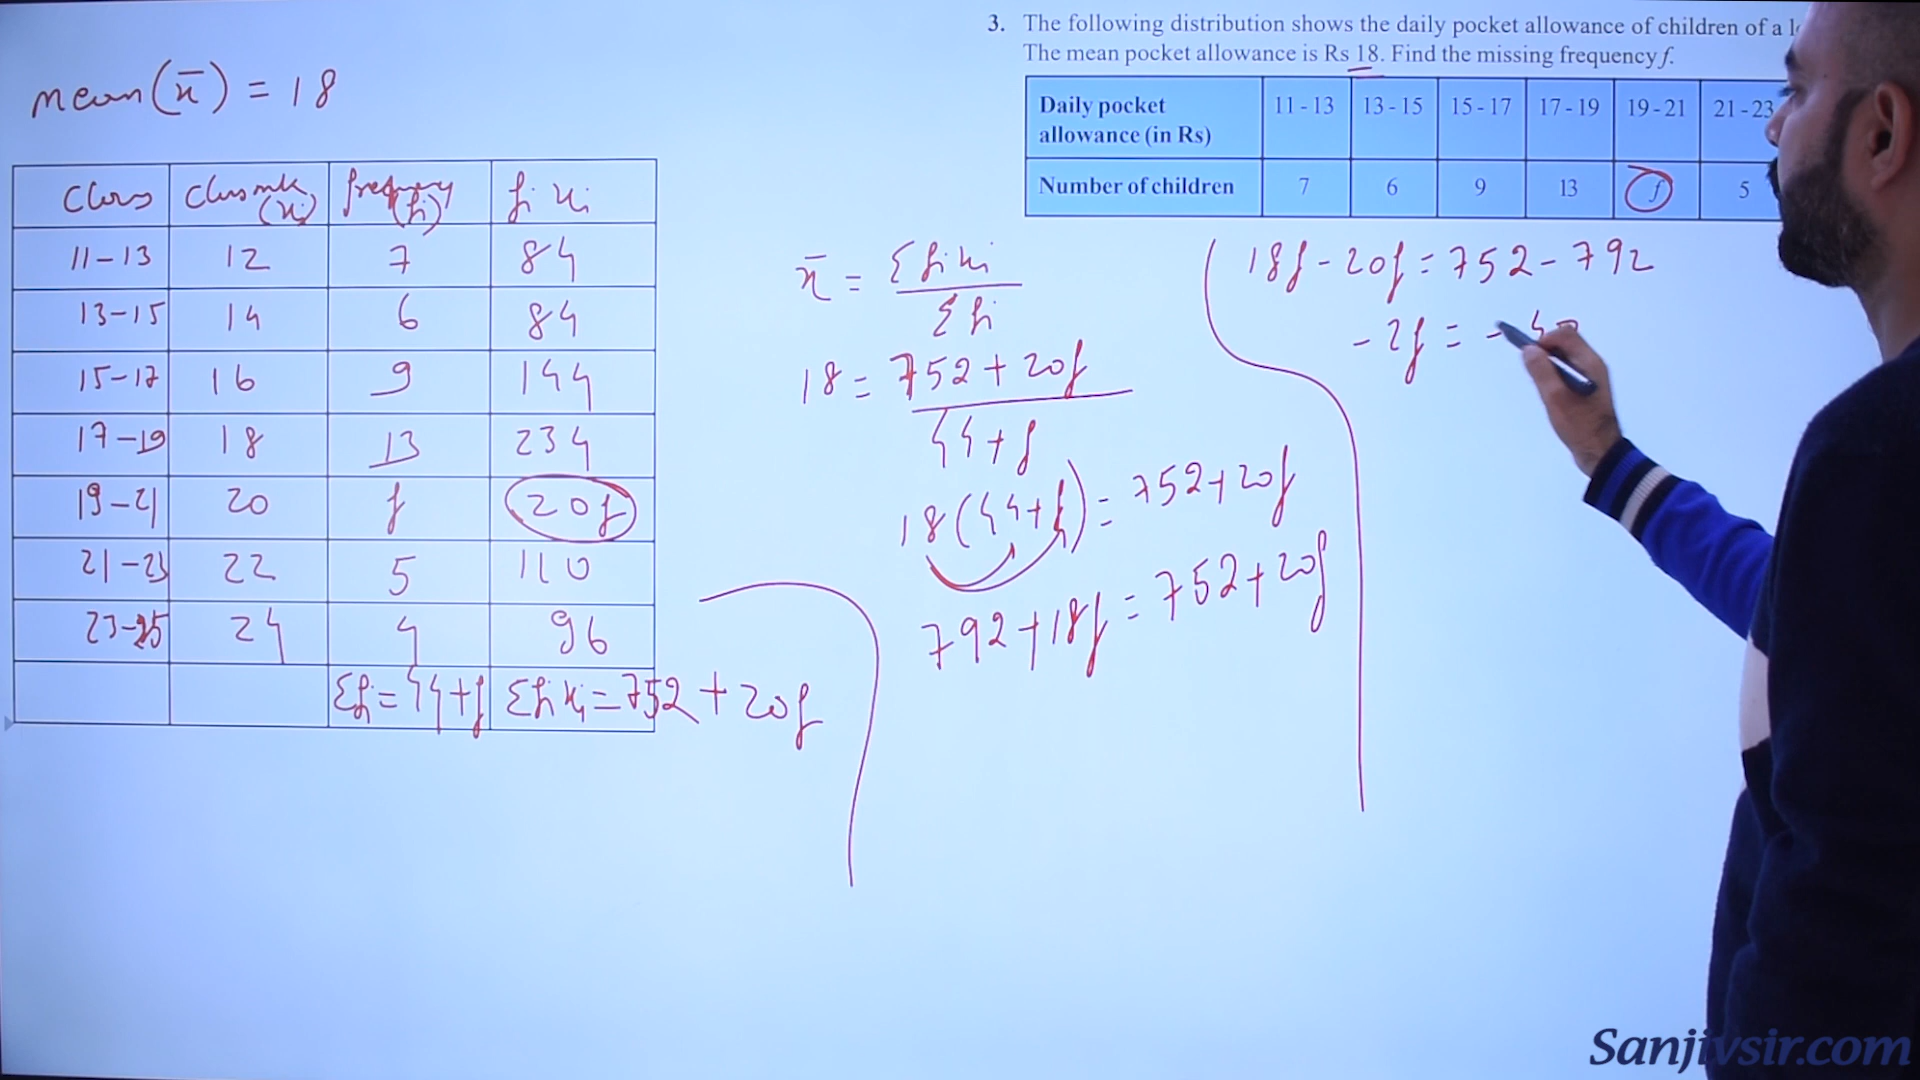 3. The following distribution shows the daily pocket allowance of children of a l
The mean pocket allowance is Rs 18. Find the missing frequency f.
Daily pocket allowance (in Rs) 11 - 13 13 - 15 15 - 17 17 - 19 19 - 21 21 - 23
Number of children 7 6 9 13 f 5
mean (x̄) = 18
Class Class mk (xi) frequency (fi) fi xi
11-13 12 7 84
13-15 14 6 84
15-17 16 9 144
17-19 18 13 234
19-21 20 f 20f
21-23 22 5 110
23-25 24 4 96
Σfi = 44+f Σfi xi = 752 + 20f
x̄ = Σfi xi / Σfi
18 = 752 + 20f / 44 + f
18(44+f) = 752+20f
792+18f = 752+20f
18f - 20f = 752 - 792
-2f = -40
Sanjivsir.com